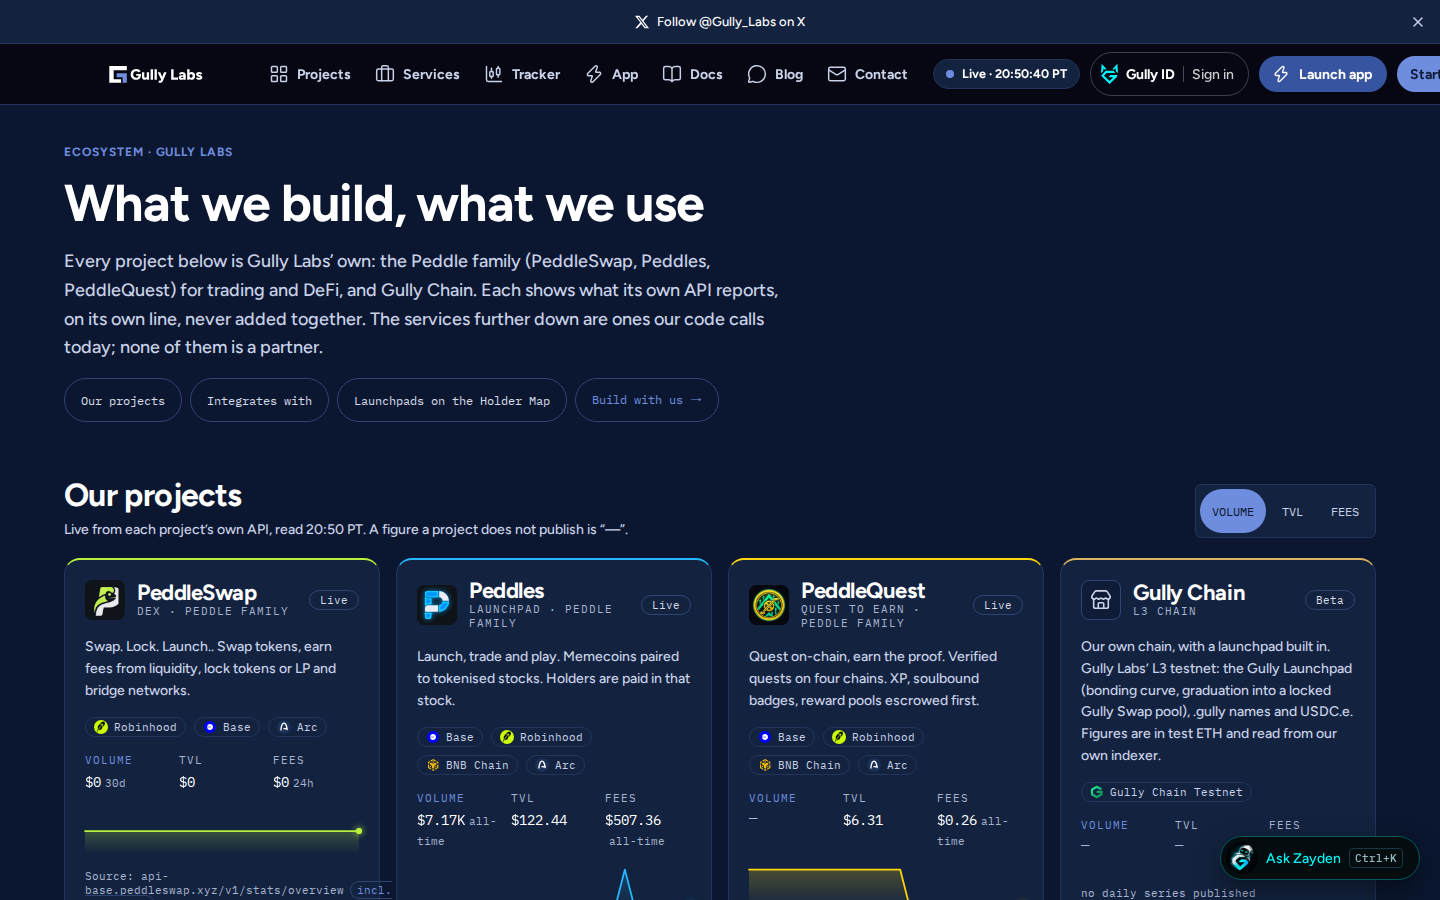 Follow @Gully_Labs on X
Gully Labs
Projects
Services
Tracker
App
Docs
Blog
Contact
Live · 20:50:40 PT
Gully ID
Sign in
Launch app
Start
ECOSYSTEM · GULLY LABS
What we build, what we use
Every project below is Gully Labs’ own: the Peddle family (PeddleSwap, Peddles,
PeddleQuest) for trading and DeFi, and Gully Chain. Each shows what its own API reports,
on its own line, never added together. The services further down are ones our code calls
today; none of them is a partner.
Our projects
Integrates with
Launchpads on the Holder Map
Build with us →
Our projects
Live from each project’s own API, read 20:50 PT. A figure a project does not publish is “—”.
VOLUME
TVL
FEES
PeddleSwap
DEX · PEDDLE FAMILY
Live
Swap. Lock. Launch.. Swap tokens, earn
fees from liquidity, lock tokens or LP and
bridge networks.
Robinhood
Base
Arc
VOLUME TVL FEES
$0 30d $0 $0 24h
Source: api-
base.peddleswap.xyz/v1/stats/overview incl.
Peddles
LAUNCHPAD · PEDDLE
FAMILY
Live
Launch, trade and play. Memecoins paired
to tokenised stocks. Holders are paid in that
stock.
Base
Robinhood
BNB Chain
Arc
VOLUME TVL FEES
$7.17K all- $122.44 $507.36
time all-time
PeddleQuest
QUEST TO EARN ·
PEDDLE FAMILY
Live
Quest on-chain, earn the proof. Verified
quests on four chains. XP, soulbound
badges, reward pools escrowed first.
Base
Robinhood
BNB Chain
Arc
VOLUME TVL FEES
— $6.31 $0.26 all-
time
Gully Chain
L3 CHAIN
Beta
Our own chain, with a launchpad built in.
Gully Labs’ L3 testnet: the Gully Launchpad
(bonding curve, graduation into a locked
Gully Swap pool), .gully names and USDC.e.
Figures are in test ETH and read from our
own indexer.
Gully Chain Testnet
VOLUME TVL FEES
— —
no daily series published
Ask Zayden
Ctrl+K